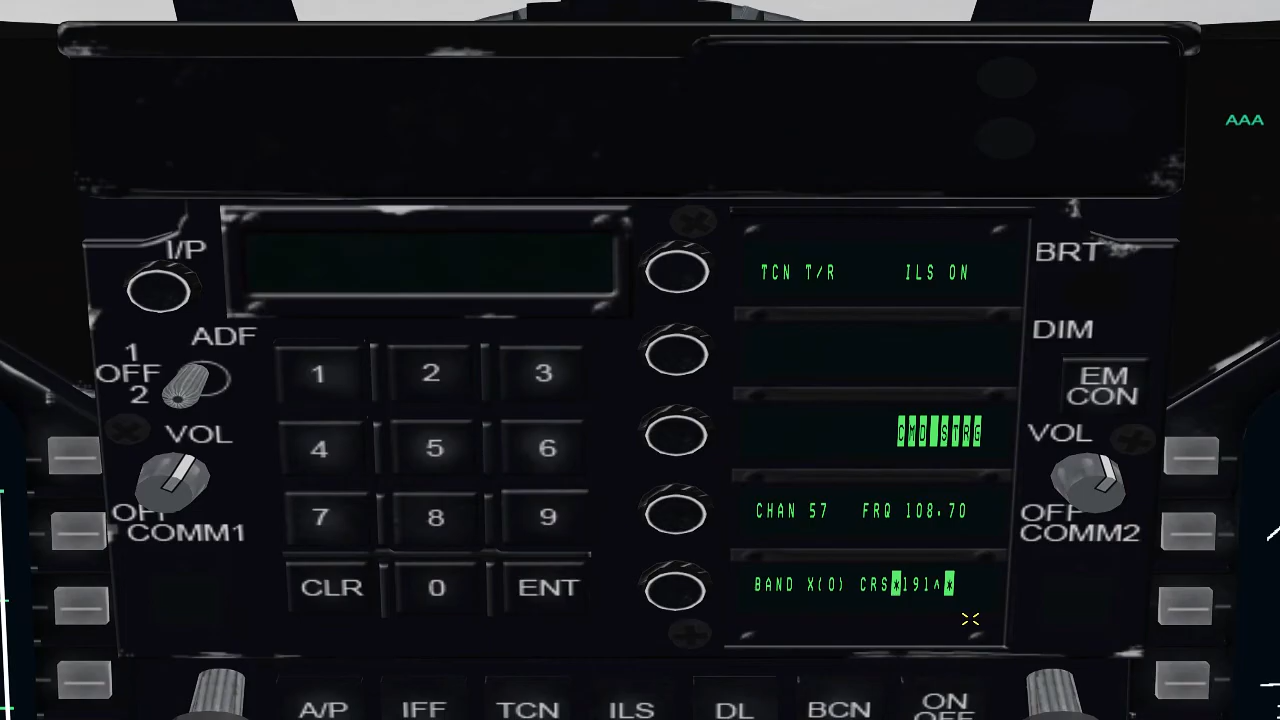 AAA
I/P
BRT
TCN T/R ILS ON
ADF
DIM
1
OFF
2
1 2 3
EM
CON
VOL
CMD STRG
VOL
4 5 6
OFF
COMM1
7 8 9
CHAN 57 FRQ 108.70
OFF
COMM2
CLR 0 ENT
BAND X(0) CRS*191^*
A/P IFF TCN ILS DL BCN ON
OFF